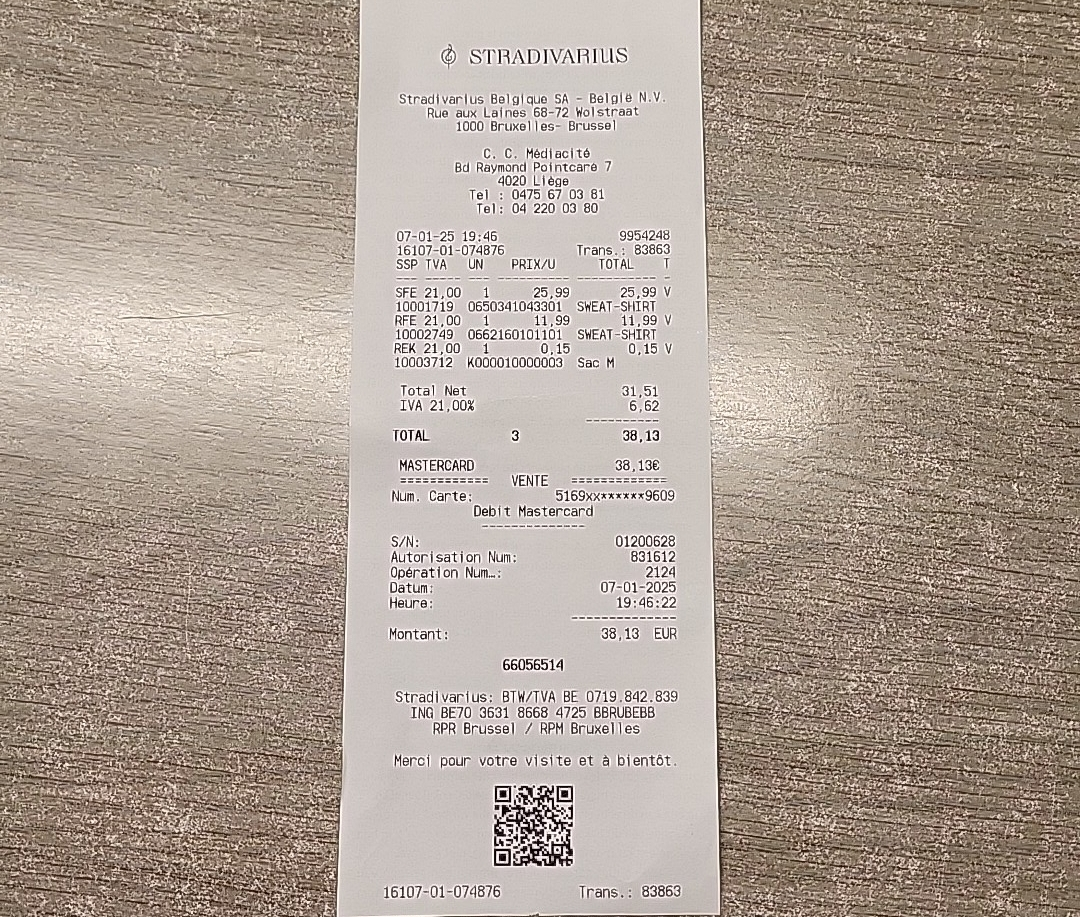 STRADIVARIUS
Stradivarius Belgique SA - België N.V.
Rue aux Laines 68-72 Wolstraat
1000 Bruxelles- Brussel
C. C. Médiacité
Bd Raymond Pointcaré 7
4020 Liège
Tel : 0475 67 03 81
Tel: 04 220 03 80
07-01-25 19:46 9954248
16107-01-074876 Trans.: 83863
SSP TVA UN PRIX/U TOTAL T
--- ----- --- ----------- ---------- -
SFE 21,00 1 25,99 25,99 V
10001719 0650341043301 SWEAT-SHIRT
RFE 21,00 1 11,99 11,99 V
10002749 0662160101101 SWEAT-SHIRT
REK 21,00 1 0,15 0,15 V
10003712 K000010000003 Sac M
Total Net 31,51
IVA 21,00% 6,62
----------
TOTAL 3 38,13
MASTERCARD 38,13€
============ VENTE =============
Num. Carte: 5169xx******9609
Debit Mastercard
--------------
S/N: 01200628
Autorisation Num: 831612
Opération Num…: 2124
Datum: 07-01-2025
Heure: 19:46:22
--------------
Montant: 38,13 EUR
66056514
Stradivarius: BTW/TVA BE 0719.842.839
ING BE70 3631 8668 4725 BBRUBEBB
RPR Brussel / RPM Bruxelles
Merci pour votre visite et à bientôt.
16107-01-074876 Trans.: 83863